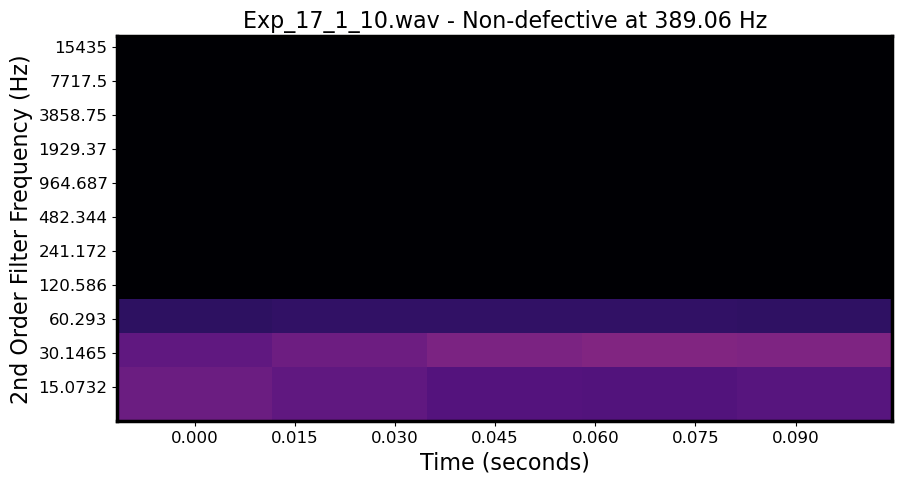 Exp_17_1_10.wav - Non-defective at 389.06 Hz
2nd Order Filter Frequency (Hz)
15435
7717.5
3858.75
1929.37
964.687
482.344
241.172
120.586
60.293
30.1465
15.0732
0.000 0.015 0.030 0.045 0.060 0.075 0.090
Time (seconds)